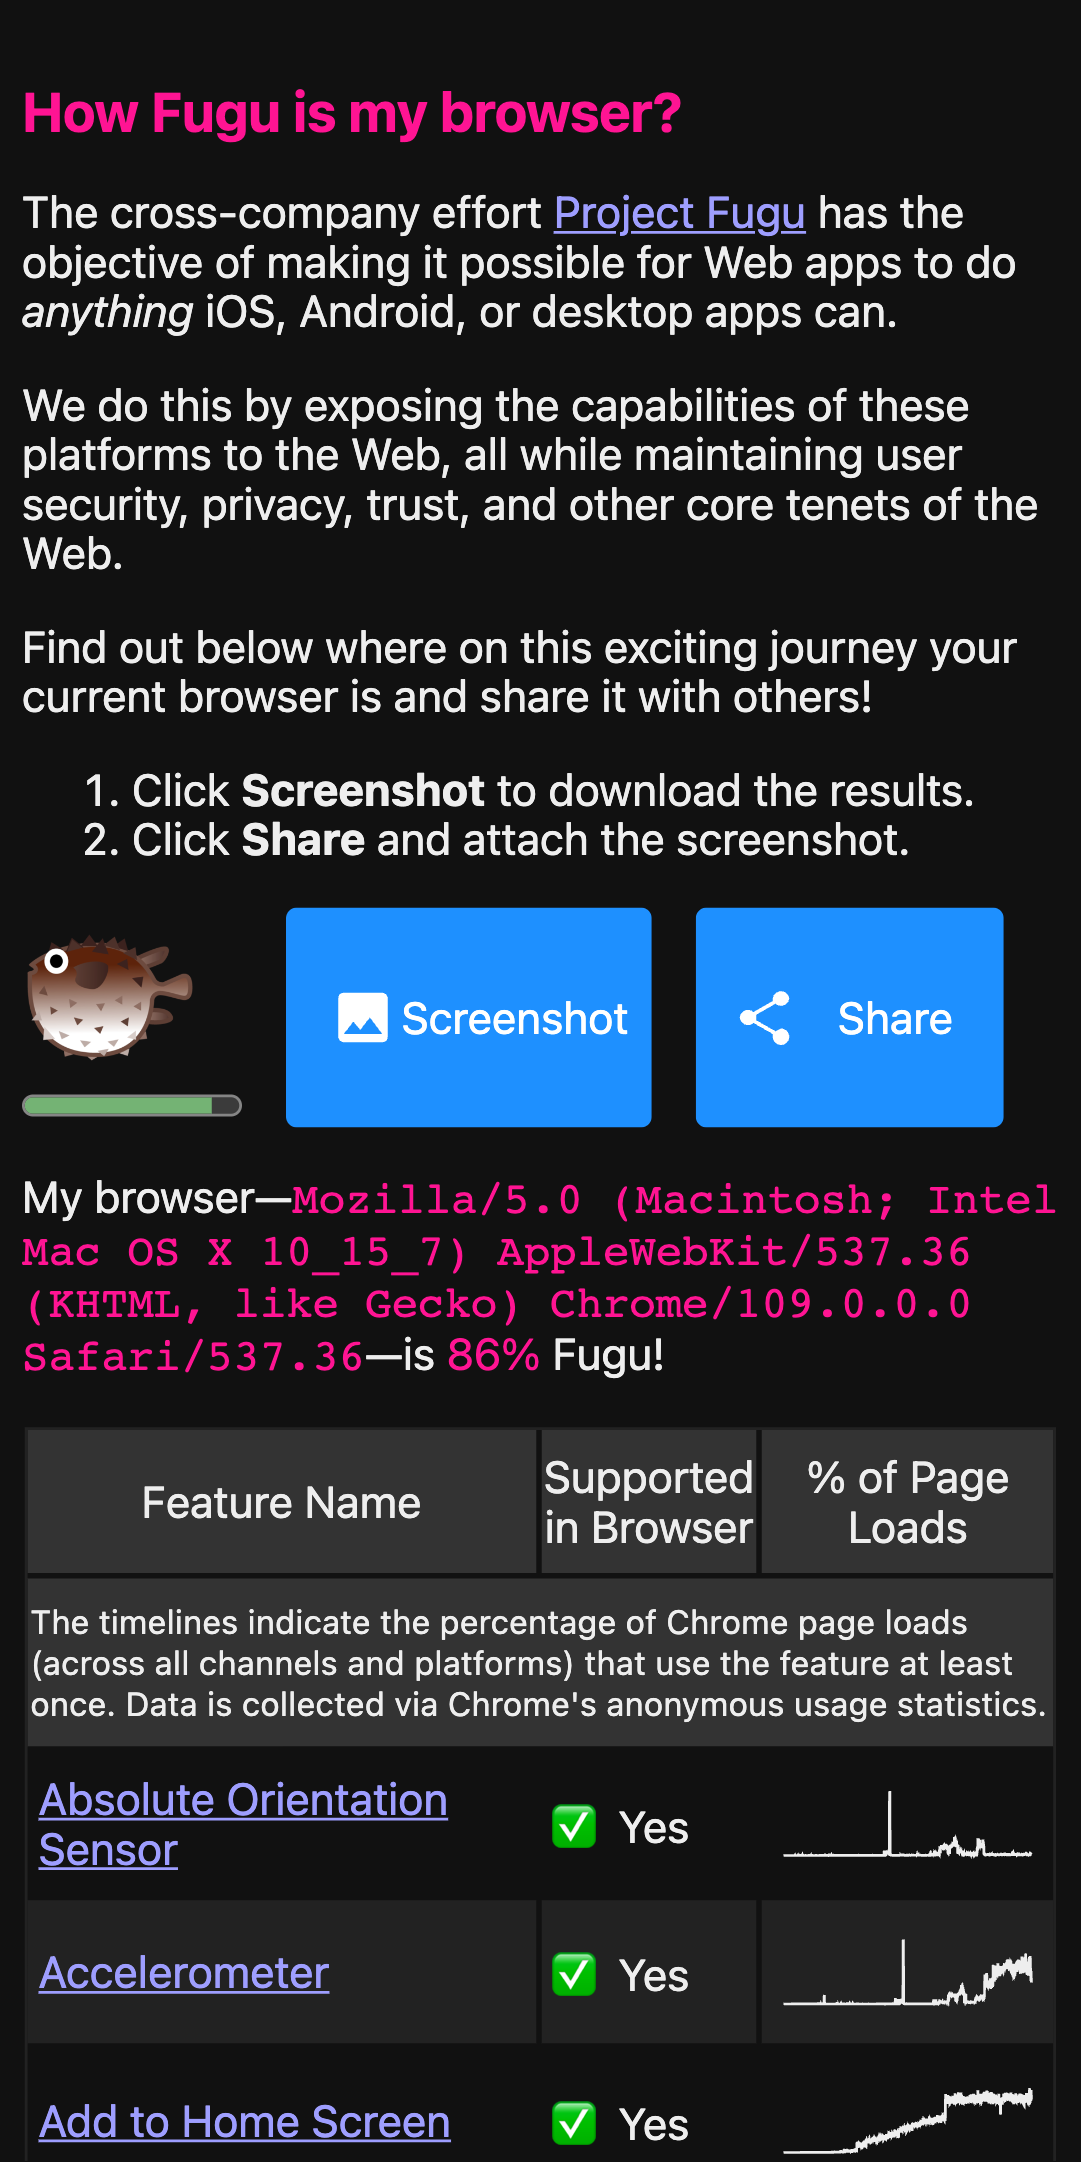 How Fugu is my browser?
The cross-company effort Project Fugu has the
objective of making it possible for Web apps to do
anything iOS, Android, or desktop apps can.
We do this by exposing the capabilities of these
platforms to the Web, all while maintaining user
security, privacy, trust, and other core tenets of the
Web.
Find out below where on this exciting journey your
current browser is and share it with others!
1. Click Screenshot to download the results.
2. Click Share and attach the screenshot.
Screenshot
Share
My browser—Mozilla/5.0 (Macintosh; Intel
Mac OS X 10_15_7) AppleWebKit/537.36
(KHTML, like Gecko) Chrome/109.0.0.0
Safari/537.36—is 86% Fugu!
Feature Name
Supported
in Browser
% of Page
Loads
The timelines indicate the percentage of Chrome page loads
(across all channels and platforms) that use the feature at least
once. Data is collected via Chrome's anonymous usage statistics.
Absolute Orientation
Sensor
✅ Yes
Accelerometer
✅ Yes
Add to Home Screen
✅ Yes